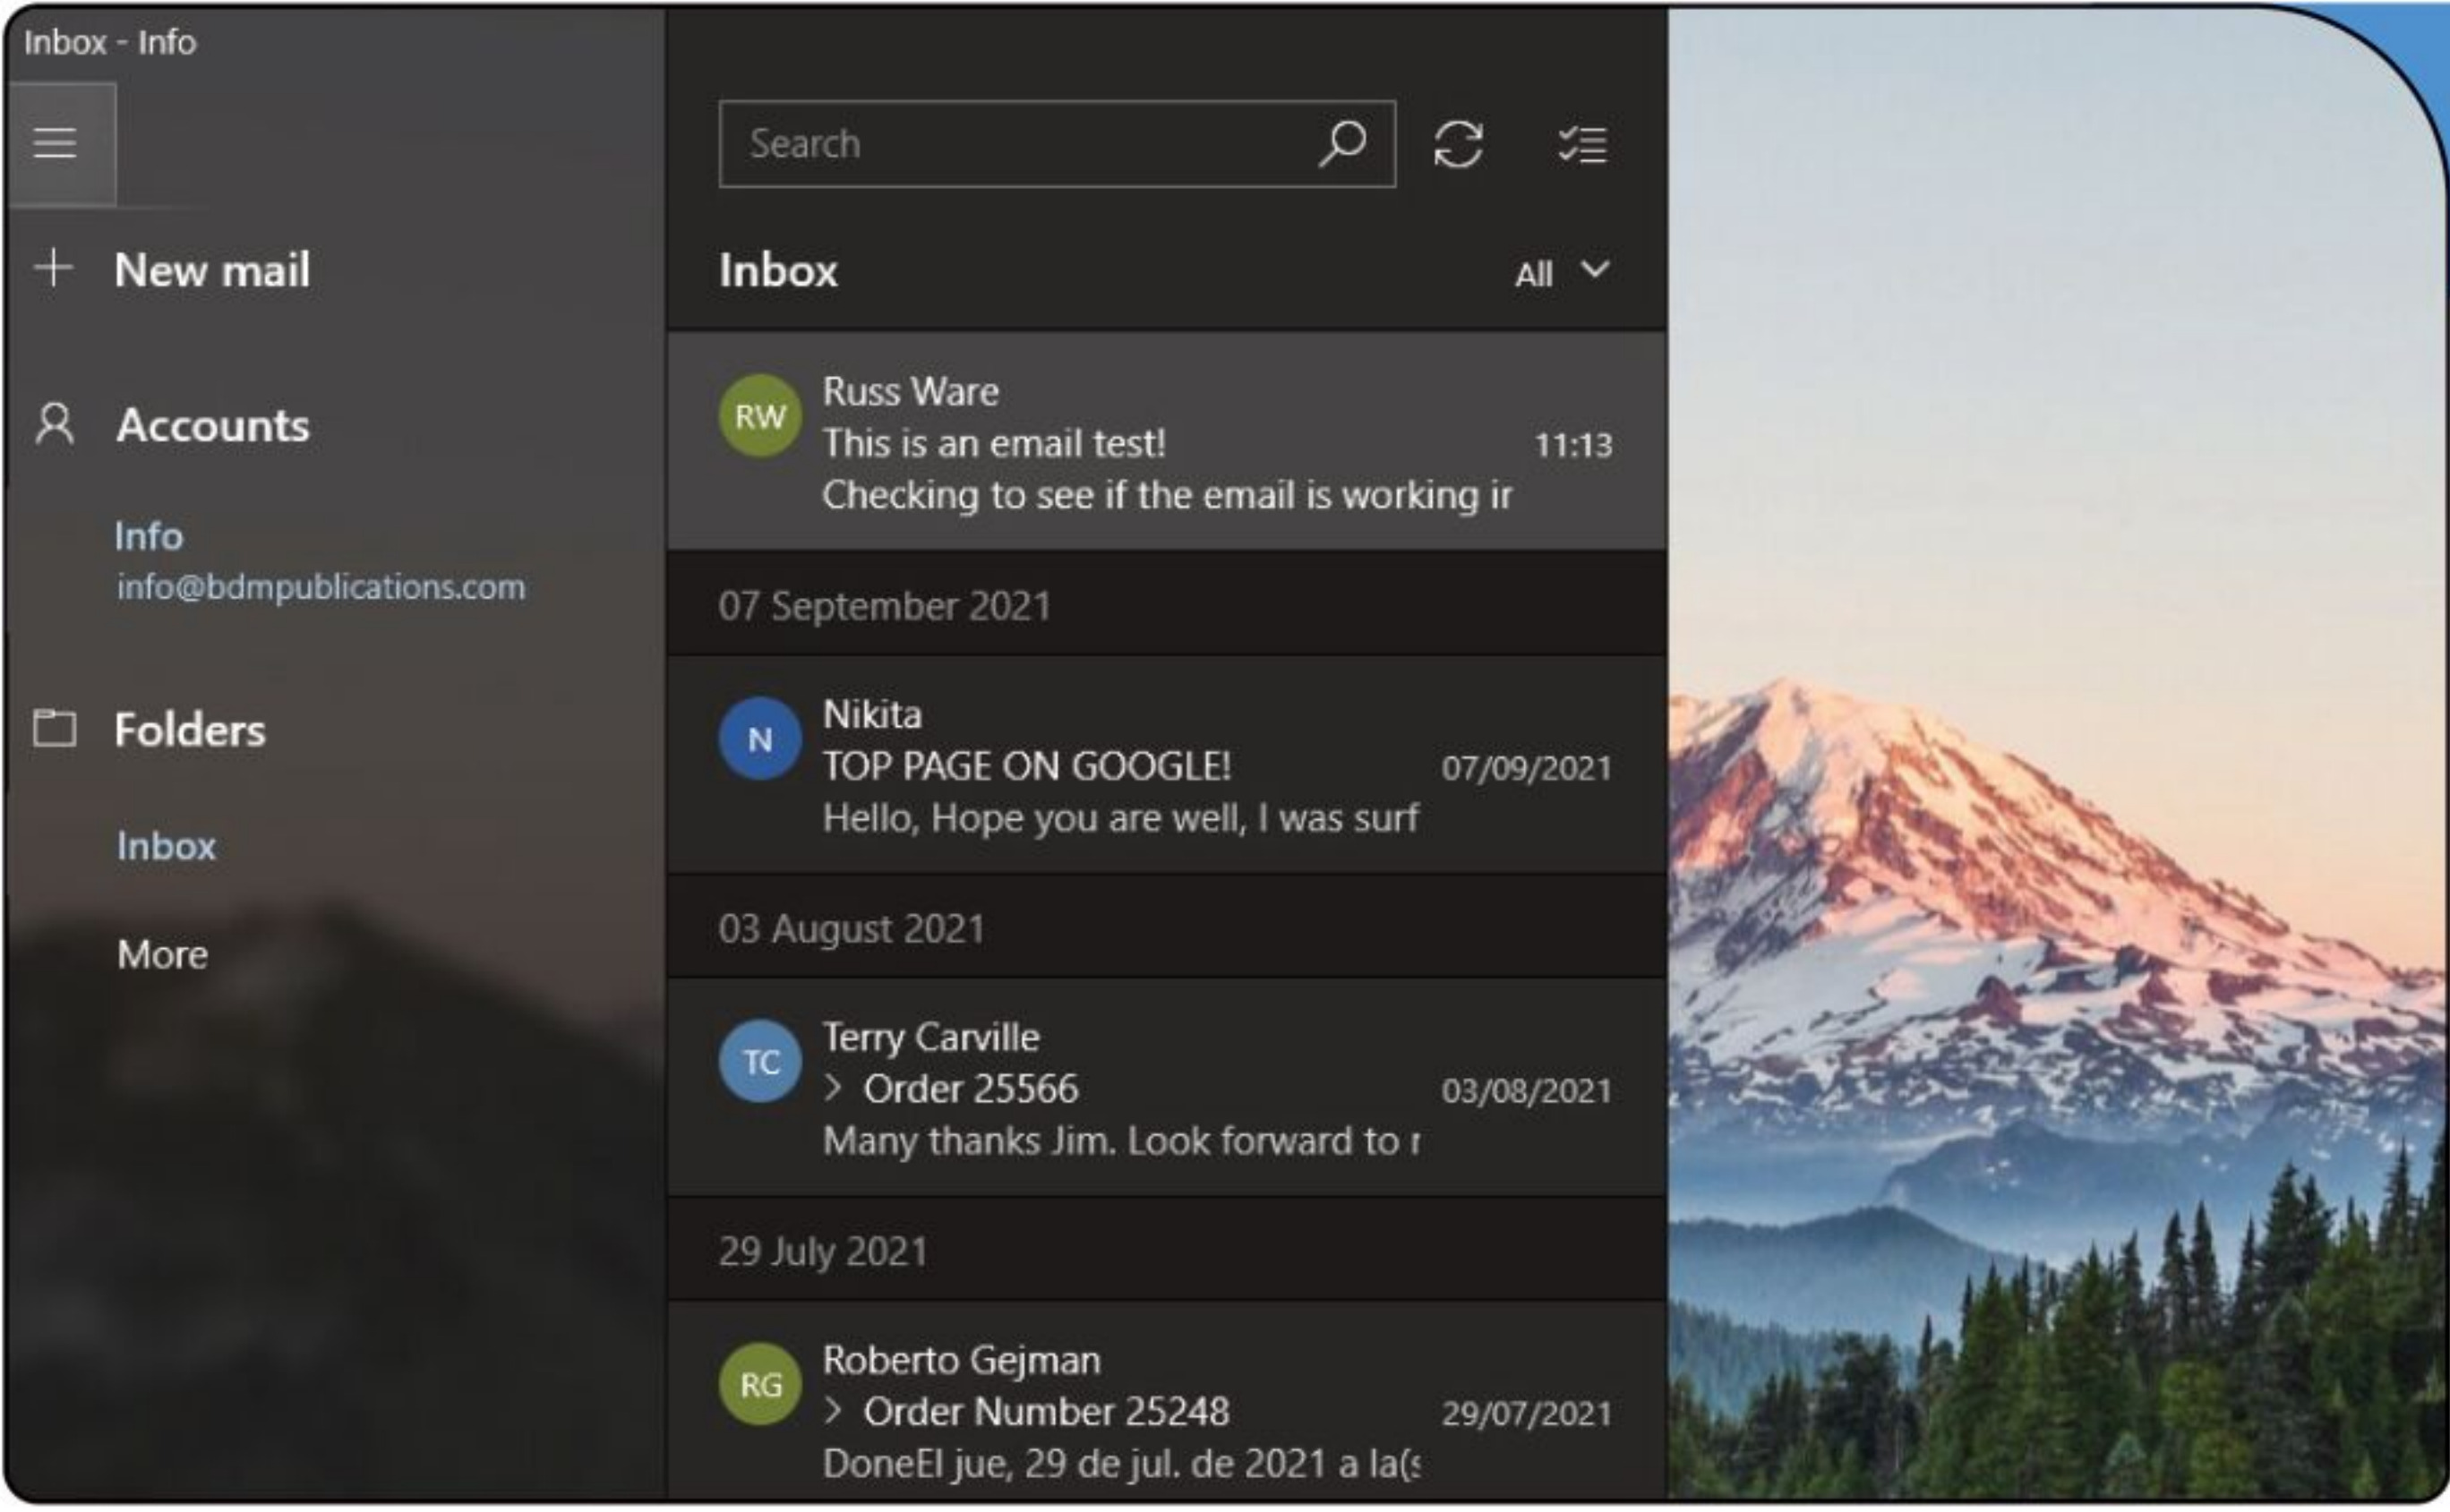 Inbox - Info
New mail
Accounts
Info
info@bdmpublications.com
Folders
Inbox
More
Search
Inbox
All
RW
Russ Ware
This is an email test!
11:13
Checking to see if the email is working
07 September 2021
N
Nikita
TOP PAGE ON GOOGLE!
07/09/2021
Hello, Hope you are well, I was surf
03 August 2021
TC
Terry Carville
> Order 25566
03/08/2021
Many thanks Jim. Look forward to
29 July 2021
RG
Roberto Gejman
> Order Number 25248
29/07/2021
DoneEl jue, 29 de jul. de 2021 a la(s